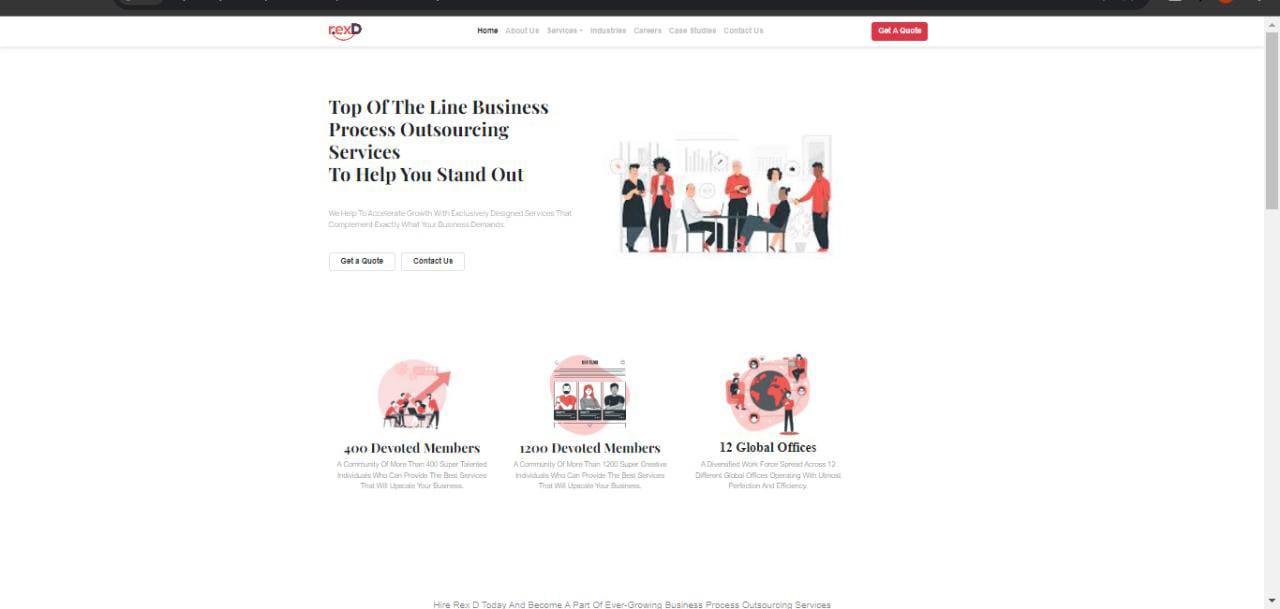 rexD
Home About Us Services Industries Careers Case Studies Contact Us
Get A Quote
Top Of The Line Business
Process Outsourcing
Services
To Help You Stand Out
We Help To Accelerate Growth With Exclusively Designed Services That
Complement Exactly What Your Business Demands.
Get a Quote Contact Us
400 Devoted Members
A Community Of More Than 400 Super Talented
Individuals Who Can Provide The Best Services
That Will Upscale Your Business.
1200 Devoted Members
A Community Of More Than 1200 Super Creative
Individuals Who Can Provide The Best Services
That Will Upscale Your Business.
12 Global Offices
A Diversified Work Force Spread Across 12
Different Global Offices Operating With Utmost
Perfection And Efficiency.
Hire Rex D Today And Become A Part Of Ever-Growing Business Process Outsourcing Services